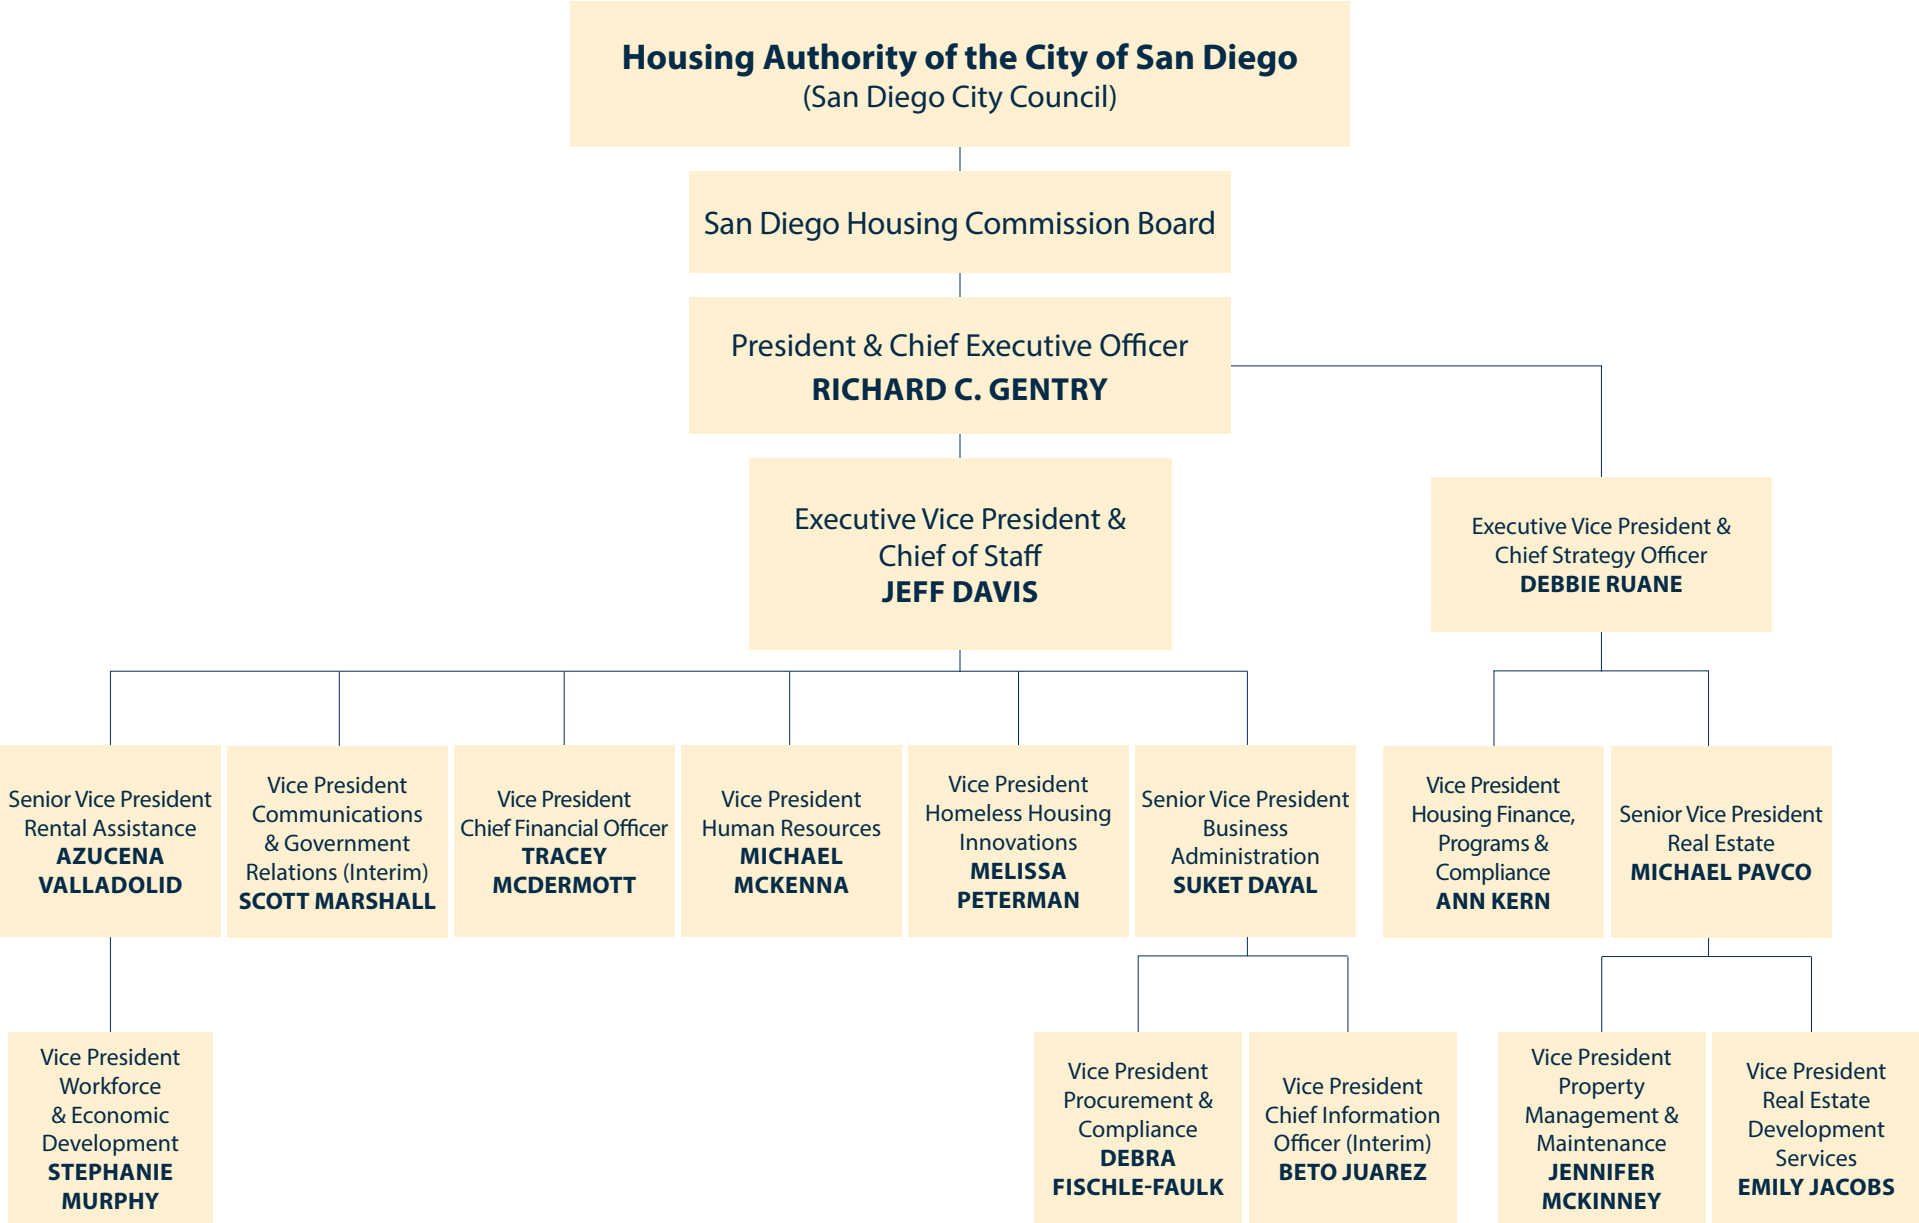 Housing Authority of the City of San Diego
(San Diego City Council)
San Diego Housing Commission Board
President & Chief Executive Officer
RICHARD C. GENTRY
Executive Vice President &
Chief of Staff
JEFF DAVIS
Executive Vice President &
Chief Strategy Officer
DEBBIE RUANE
Senior Vice President
Rental Assistance
AZUCENA
VALLADOLID
Vice President
Communications
& Government
Relations (Interim)
SCOTT MARSHALL
Vice President
Chief Financial Officer
TRACEY
MCDERMOTT
Vice President
Human Resources
MICHAEL
MCKENNA
Vice President
Homeless Housing
Innovations
MELISSA
PETERMAN
Senior Vice President
Business
Administration
SUKET DAYAL
Vice President
Housing Finance,
Programs &
Compliance
ANN KERN
Senior Vice President
Real Estate
MICHAEL PAVCO
Vice President
Workforce
& Economic
Development
STEPHANIE
MURPHY
Vice President
Procurement &
Compliance
DEBRA
FISCHLE-FAULK
Vice President
Chief Information
Officer (Interim)
BETO JUAREZ
Vice President
Property
Management &
Maintenance
JENNIFER
MCKINNEY
Vice President
Real Estate
Development
Services
EMILY JACOBS